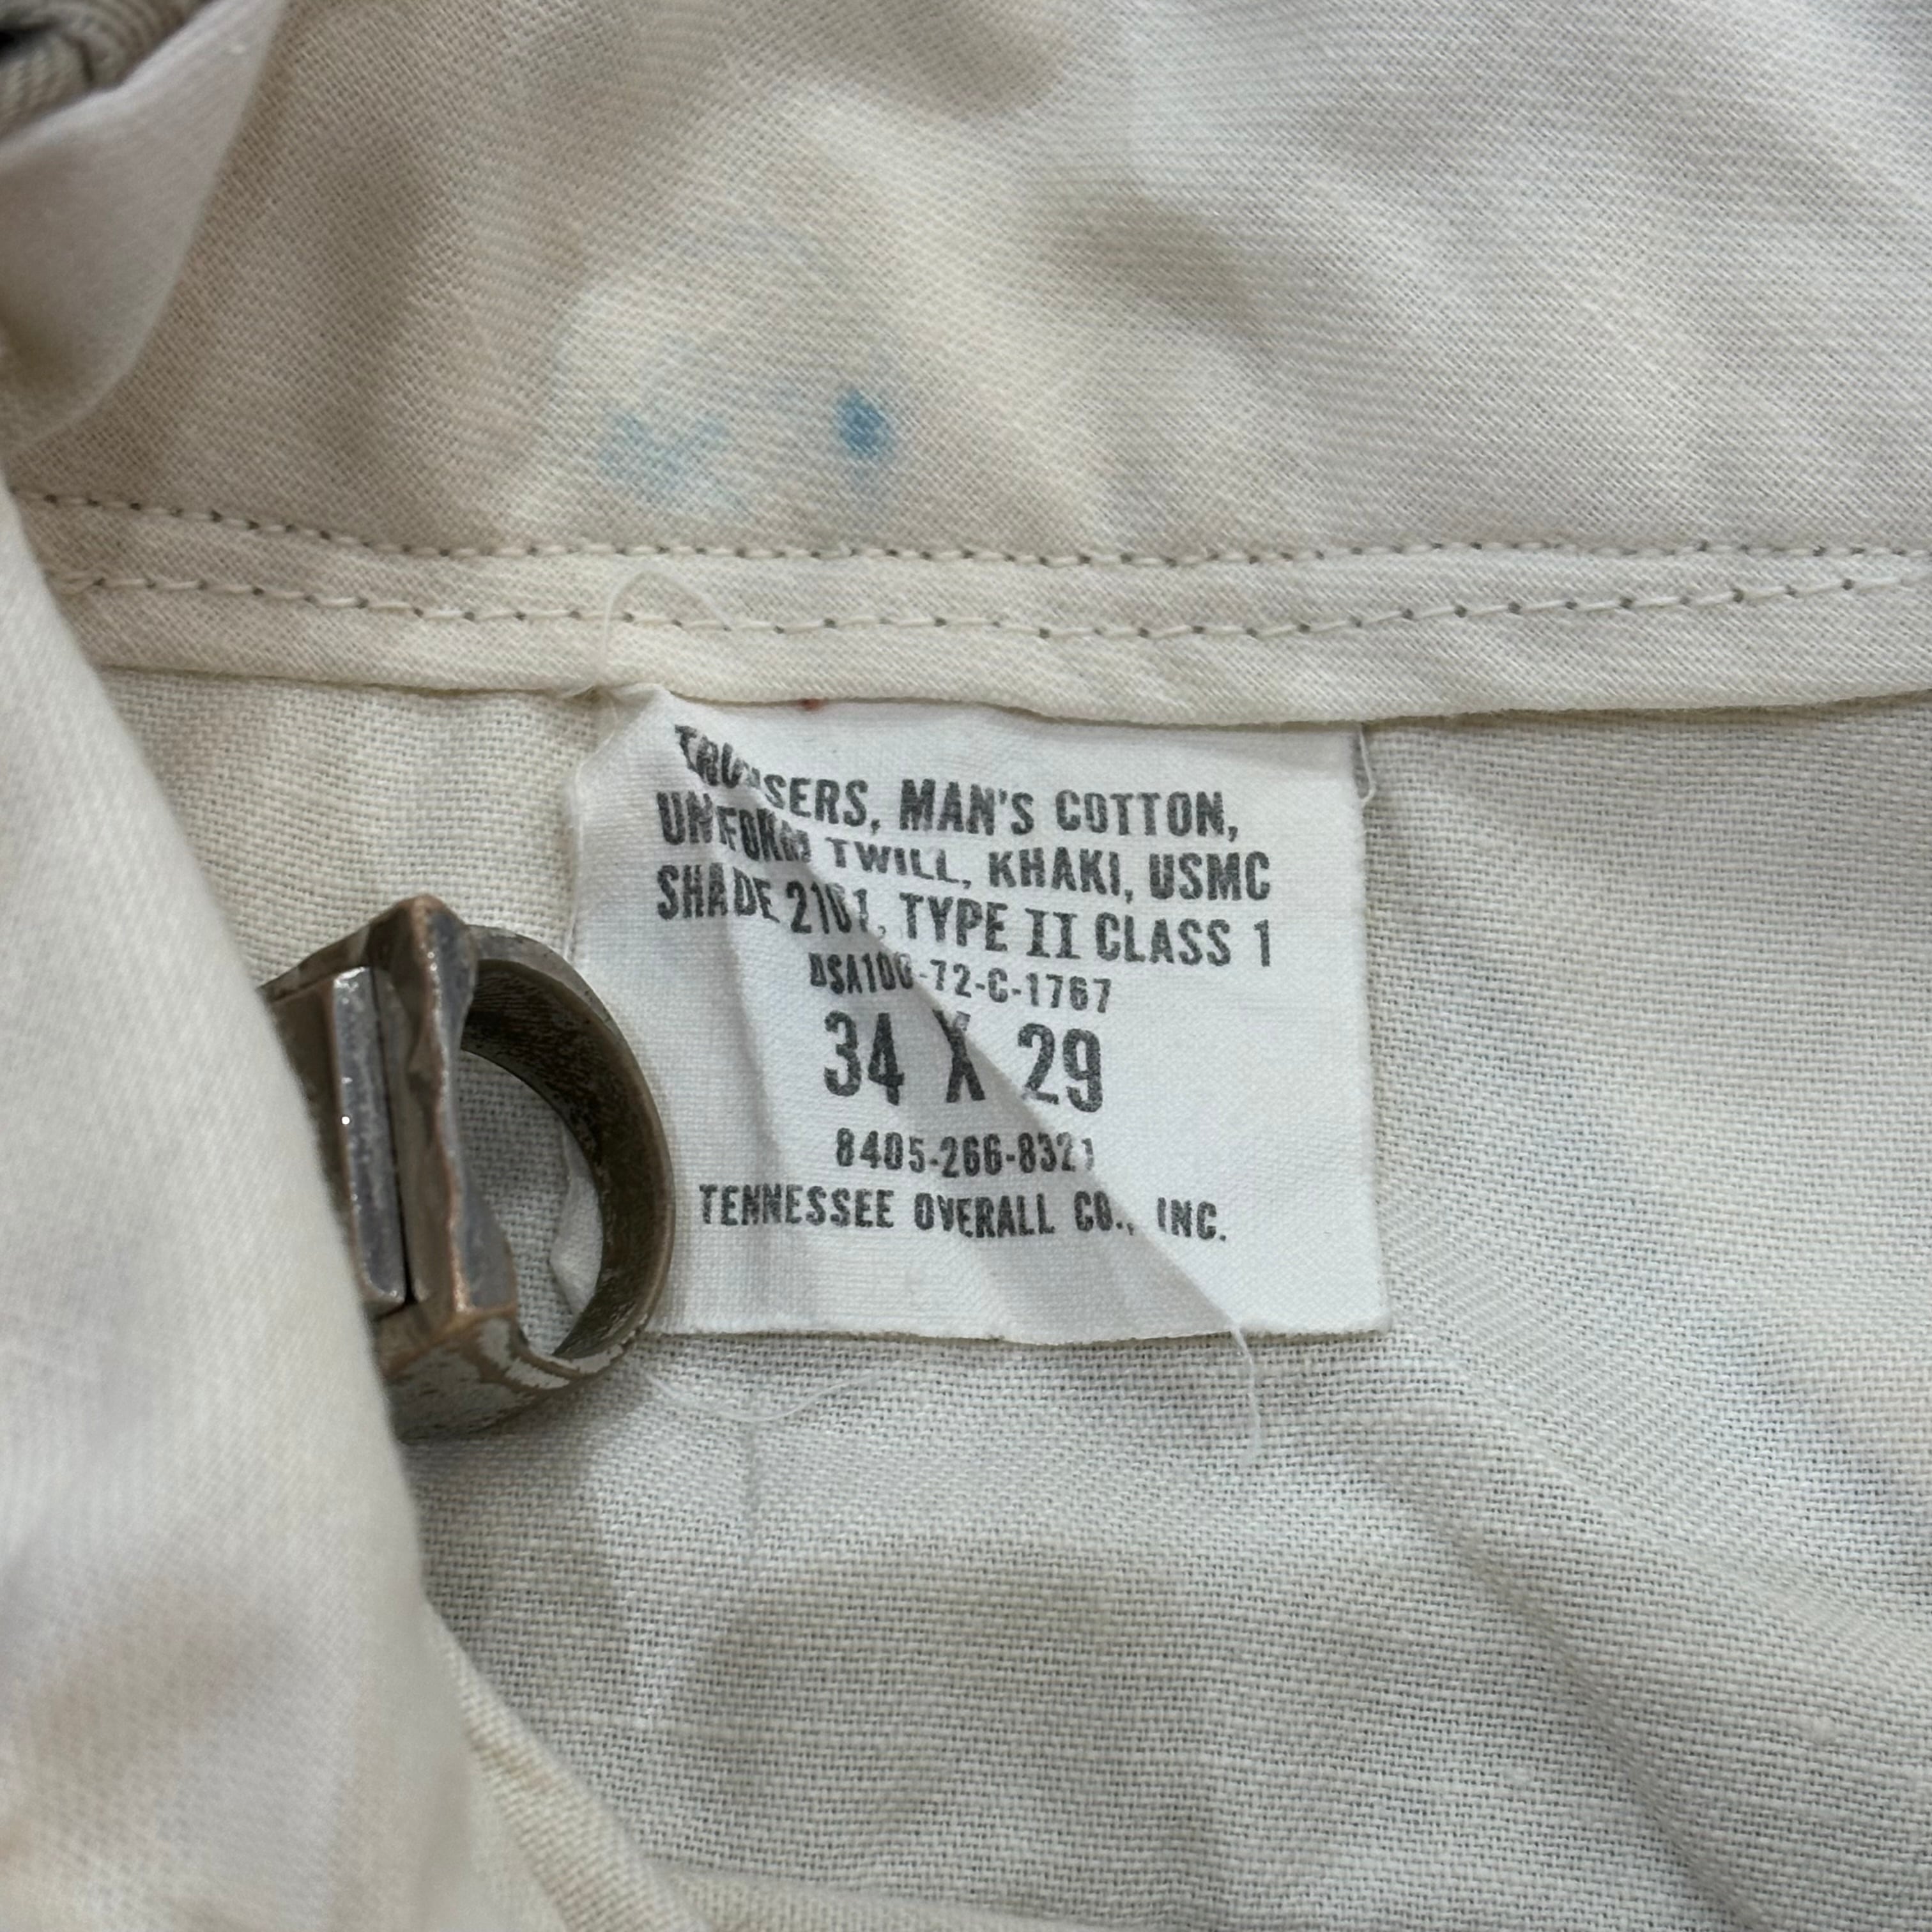 TROUSERS, MAN'S COTTON,
UNIFORM TWILL, KHAKI, USMC
SHADE 2101, TYPE II CLASS 1
DSA100-72-C-1767
34 X 29
8405-266-8321
TENNESSEE OVERALL CO., INC.